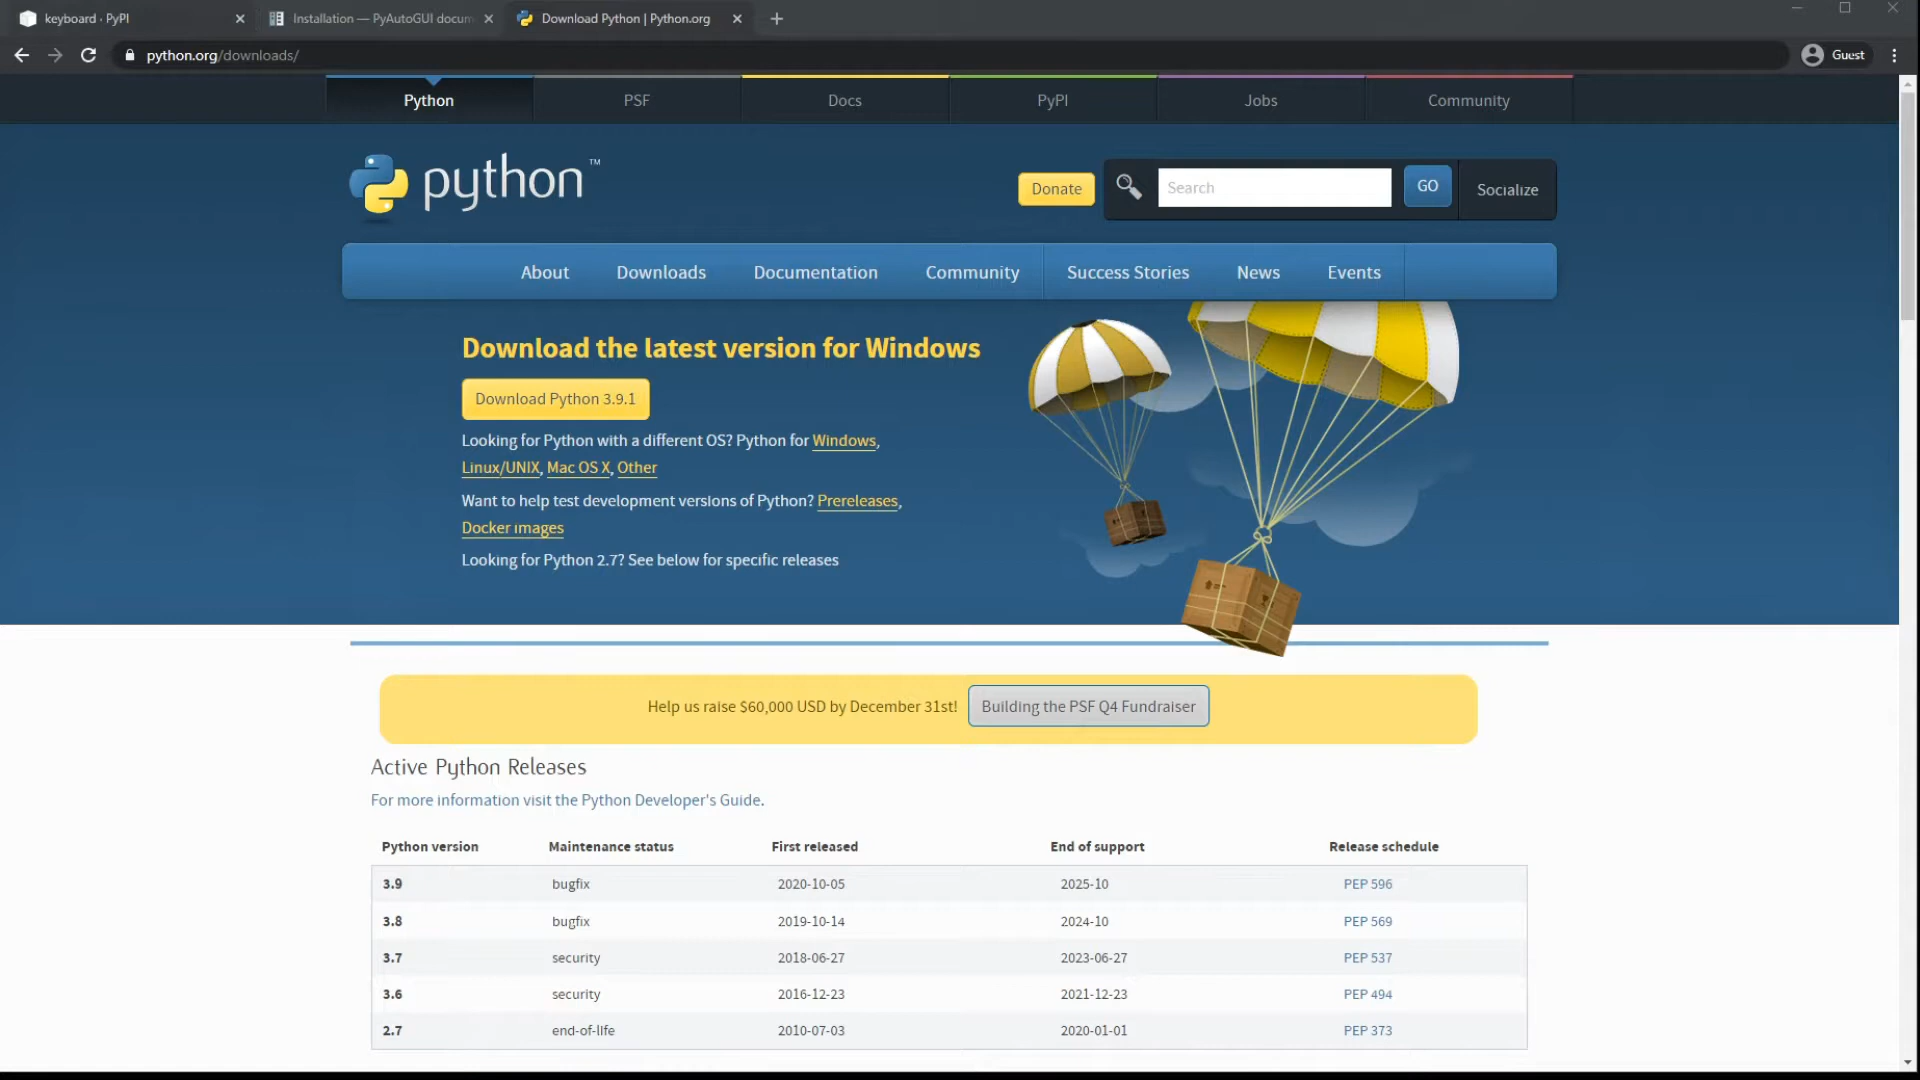 keyboard · PyPI
Installation — PyAutoGUI docum
Download Python | Python.org
python.org/downloads/
Guest
Python
PSF
Docs
PyPI
Jobs
Community
python™
Donate
Search
GO
Socialize
About
Downloads
Documentation
Community
Success Stories
News
Events
Download the latest version for Windows
Download Python 3.9.1
Looking for Python with a different OS? Python for Windows,
Linux/UNIX, Mac OS X, Other
Want to help test development versions of Python? Prereleases,
Docker images
Looking for Python 2.7? See below for specific releases
Help us raise $60,000 USD by December 31st! Building the PSF Q4 Fundraiser
Active Python Releases
For more information visit the Python Developer's Guide.
Python version Maintenance status First released End of support Release schedule
3.9 bugfix 2020-10-05 2025-10 PEP 596
3.8 bugfix 2019-10-14 2024-10 PEP 569
3.7 security 2018-06-27 2023-06-27 PEP 537
3.6 security 2016-12-23 2021-12-23 PEP 494
2.7 end-of-life 2010-07-03 2020-01-01 PEP 373